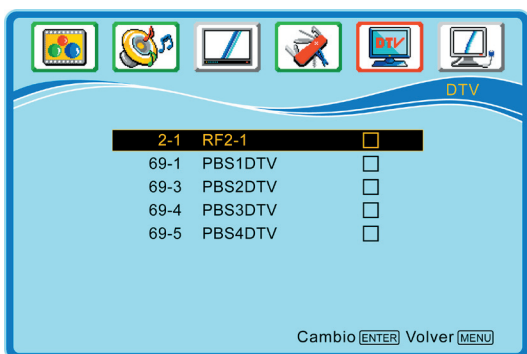 DTV
DTV
2-1 RF2-1
69-1 PBS1DTV
69-3 PBS2DTV
69-4 PBS3DTV
69-5 PBS4DTV
Cambio ENTER Volver MENU